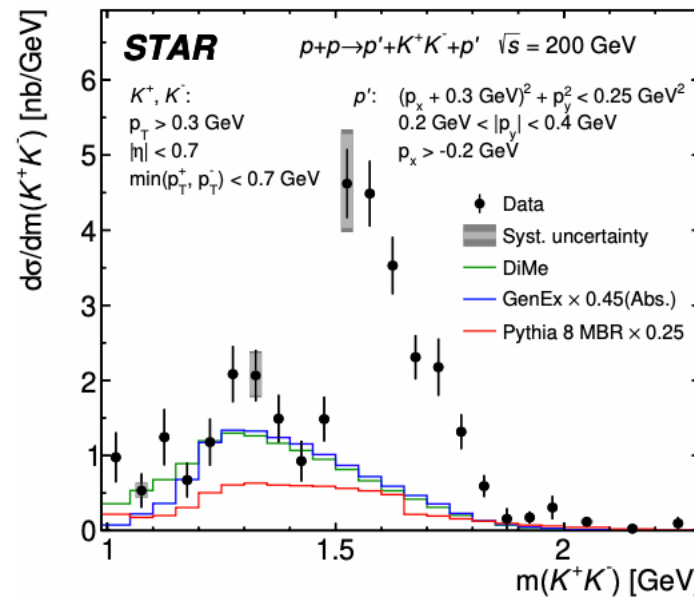 STAR p+p→p'+K⁺K⁻+p' √s = 200 GeV
K⁺, K⁻:
p_T > 0.3 GeV
|η| < 0.7
min(p_T⁺, p_T⁻) < 0.7 GeV
p': (p_x + 0.3 GeV)² + p_y² < 0.25 GeV²
0.2 GeV < |p_y| < 0.4 GeV
p_x > -0.2 GeV
Data
Syst. uncertainty
DiMe
GenEx × 0.45(Abs.)
Pythia 8 MBR × 0.25
dσ/dm(K⁺K⁻) [nb/GeV]
6
5
4
3
2
1
0
1 1.5 2
m(K⁺K⁻) [GeV]